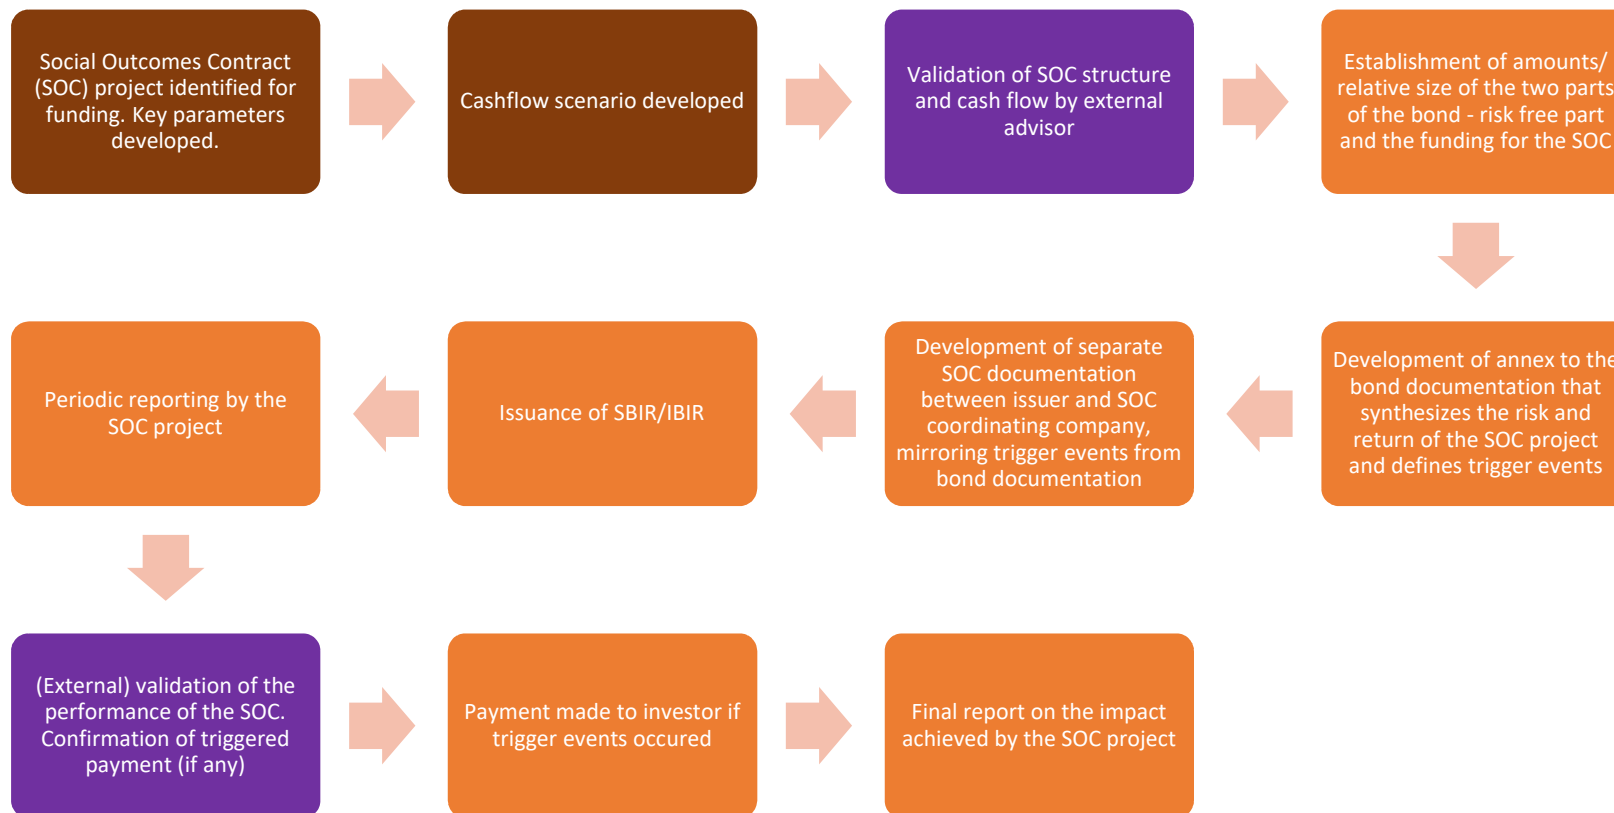 Social Outcomes Contract
(SOC) project identified for
funding. Key parameters
developed.
Cashflow scenario developed
Validation of SOC structure
and cash flow by external
advisor
Establishment of amounts/
relative size of the two parts
of the bond - risk free part
and the funding for the SOC
Development of annex to the
bond documentation that
synthesizes the risk and
return of the SOC project
and defines trigger events
Development of separate
SOC documentation
between issuer and SOC
coordinating company,
mirroring trigger events from
bond documentation
Issuance of SBIR/IBIR
Periodic reporting by the
SOC project
(External) validation of the
performance of the SOC.
Confirmation of triggered
payment (if any)
Payment made to investor if
trigger events occured
Final report on the impact
achieved by the SOC project